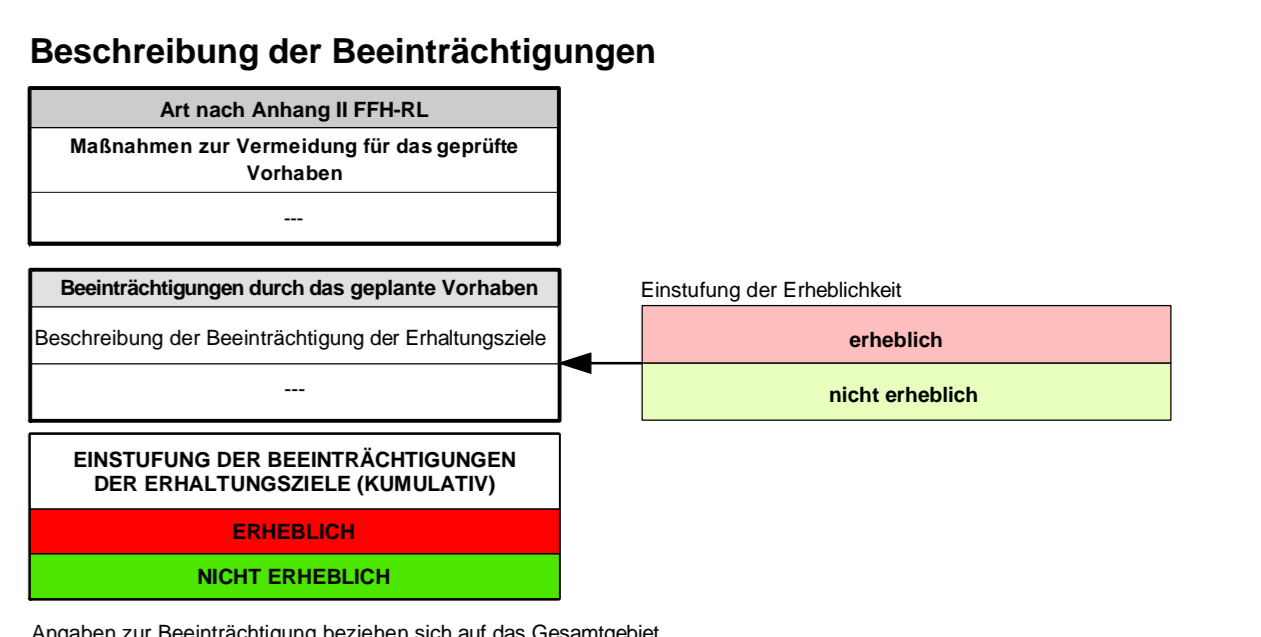 Beschreibung der Beeinträchtigungen
Art nach Anhang II FFH-RL
Maßnahmen zur Vermeidung für das geprüfte
Vorhaben
---
Beeinträchtigungen durch das geplante Vorhaben
Beschreibung der Beeinträchtigung der Erhaltungsziele
---
Einstufung der Erheblichkeit
erheblich
nicht erheblich
EINSTUFUNG DER BEEINTRÄCHTIGUNGEN
DER ERHALTUNGSZIELE (KUMULATIV)
ERHEBLICH
NICHT ERHEBLICH
Angaben zur Beeinträchtigung beziehen sich auf das Gesamtgebiet